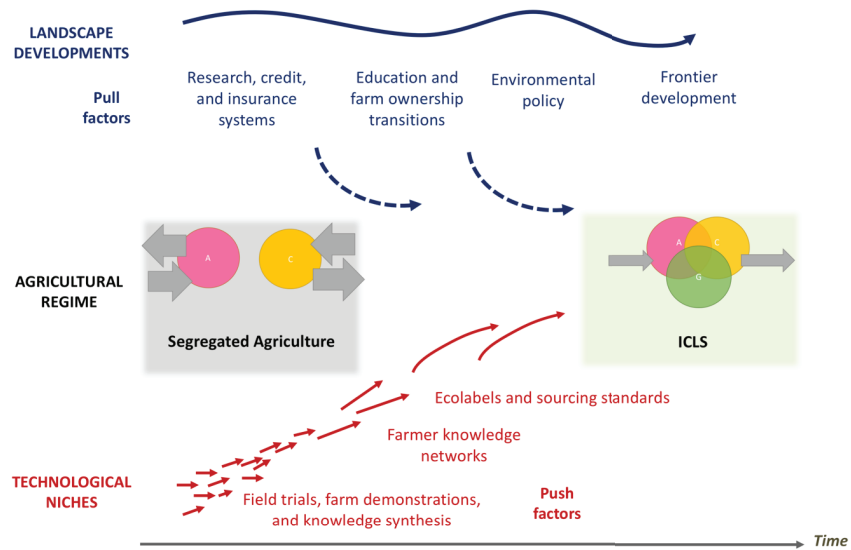 LANDSCAPE
DEVELOPMENTS
Pull
factors
Research, credit,
and insurance
systems
Education and
farm ownership
transitions
Environmental
policy
Frontier
development
AGRICULTURAL
REGIME
A
C
Segregated Agriculture
A
C
G
ICLS
Ecolabels and sourcing standards
Farmer knowledge
networks
TECHNOLOGICAL
NICHES
Field trials, farm demonstrations,
and knowledge synthesis
Push
factors
Time